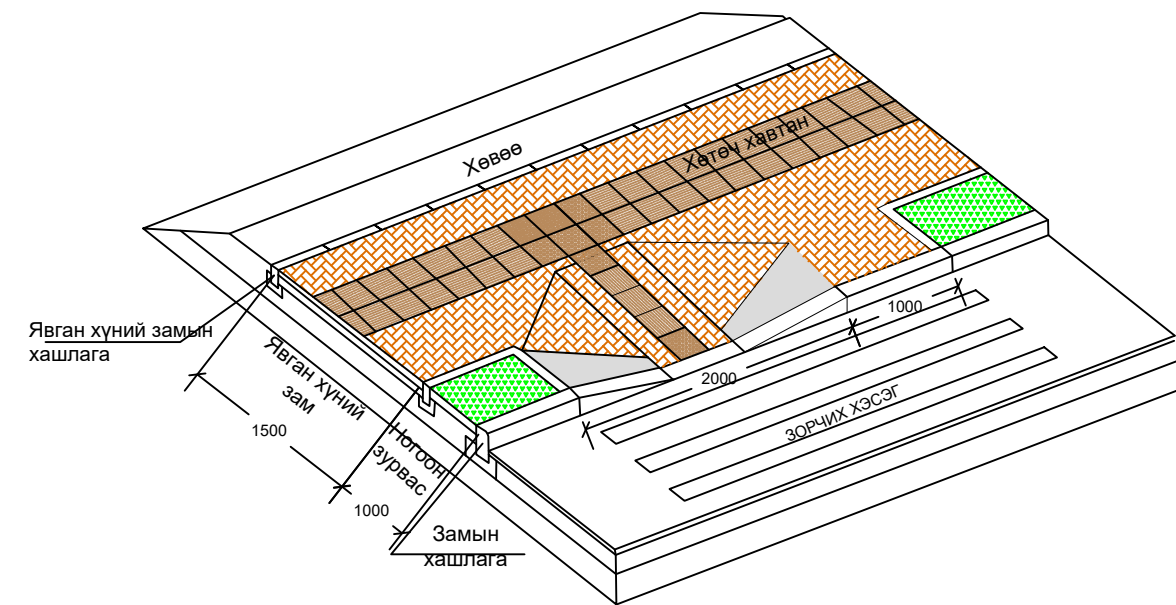 Хөвөө
Хөтөч хавтан
Явган хүний замын
хашлага
Явган хүний
зам
Ногоон
зурвас
1500
1000
Замын
хашлага
2000
1000
ЗОРЧИХ ХЭСЭГ